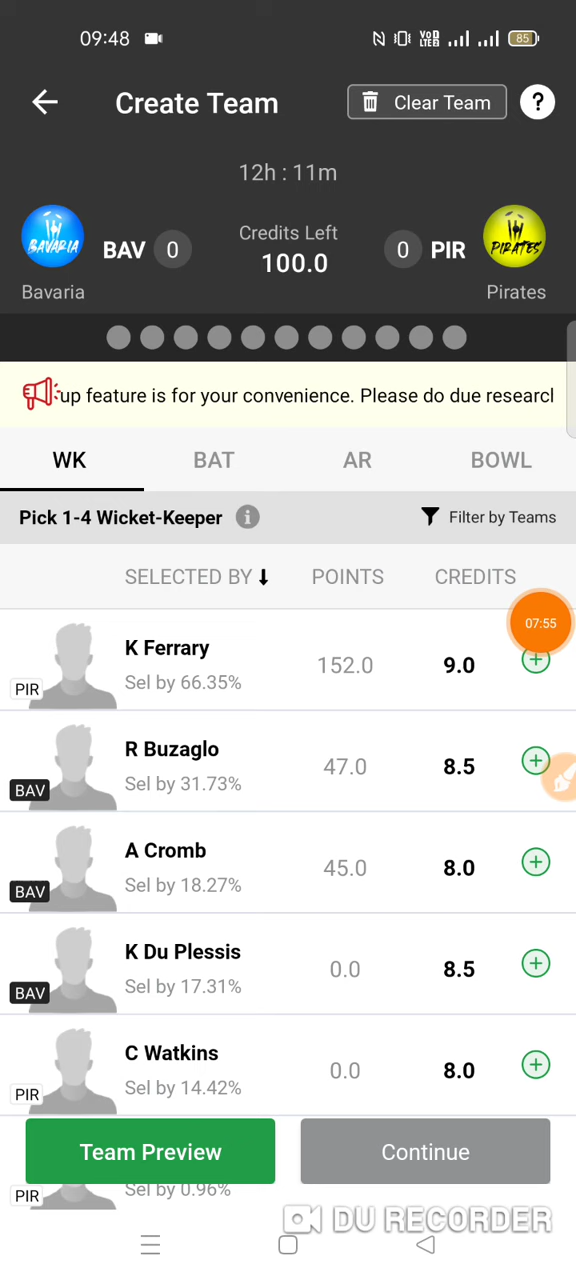 09:48 VoD LTE2 85
Create Team Clear Team ?
12h : 11m
BAVARIA BAV 0 Credits Left 0 PIR PIRATES
100.0
Bavaria Pirates
up feature is for your convenience. Please do due researcl
WK BAT AR BOWL
Pick 1-4 Wicket-Keeper i Filter by Teams
SELECTED BY POINTS CREDITS
07:55
K Ferrary
PIR Sel by 66.35% 152.0 9.0
R Buzaglo
BAV Sel by 31.73% 47.0 8.5
A Cromb
BAV Sel by 18.27% 45.0 8.0
K Du Plessis
BAV Sel by 17.31% 0.0 8.5
C Watkins
PIR Sel by 14.42% 0.0 8.0
Team Preview Continue
PIR Sel by 0.96%
DU RECORDER